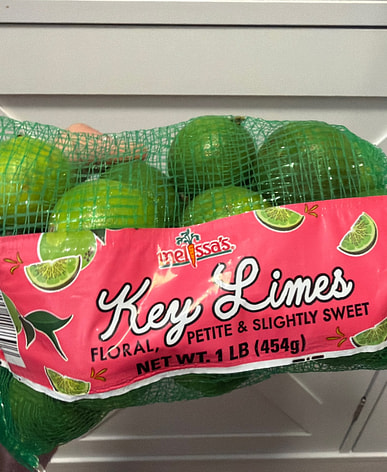 melissa's
Key Limes
FLORAL, PETITE & SLIGHTLY SWEET
NET WT. 1 LB (454g)